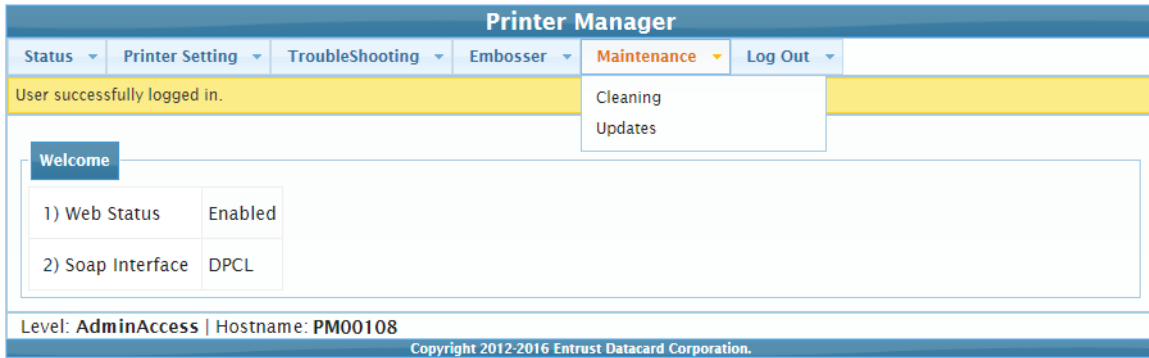 Printer Manager
Status Printer Setting TroubleShooting Embosser Maintenance Log Out
User successfully logged in.
Cleaning
Updates
Welcome
1) Web Status Enabled
2) Soap Interface DPCL
Level: AdminAccess | Hostname: PM00108
Copyright 2012-2016 Entrust Datacard Corporation.